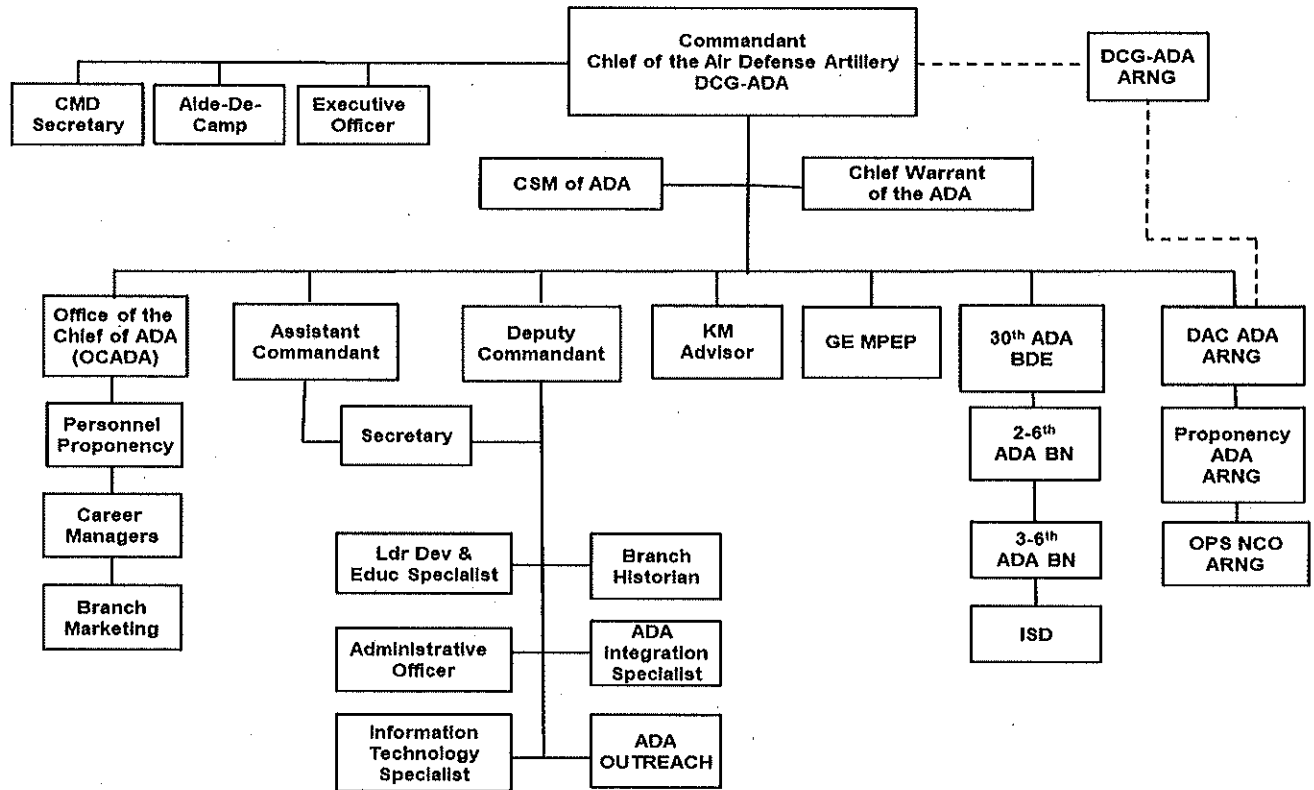 Commandant
Chief of the Air Defense Artillery
DCG-ADA
DCG-ADA
ARNG
CMD
Secretary
Aide-De-
Camp
Executive
Officer
CSM of ADA
Chief Warrant
of the ADA
Office of the
Chief of ADA
(OCADA)
Assistant
Commandant
Deputy
Commandant
KM
Advisor
GE MPEP
30th ADA
BDE
DAC ADA
ARNG
Personnel
Proponency
Secretary
2-6th
ADA BN
Proponency
ADA
ARNG
Career
Managers
Ldr Dev &
Educ Specialist
Branch
Historian
3-6th
ADA BN
OPS NCO
ARNG
Branch
Marketing
Administrative
Officer
ADA
Integration
Specialist
ISD
Information
Technology
Specialist
ADA
OUTREACH